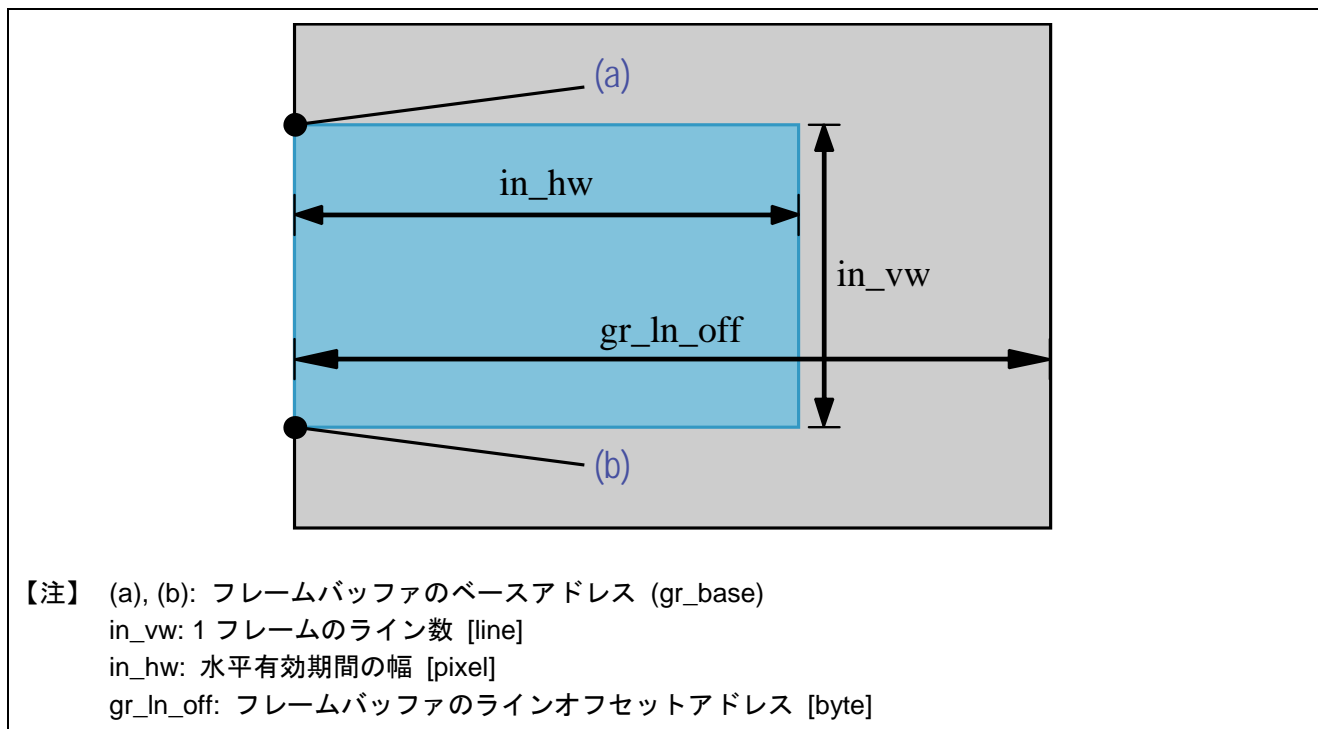 (a)
in_hw
in_vw
gr_ln_off
(b)
【注】 (a), (b): フレームバッファのベースアドレス (gr_base)
in_vw: 1 フレームのライン数 [line]
in_hw: 水平有効期間の幅 [pixel]
gr_ln_off: フレームバッファのラインオフセットアドレス [byte]